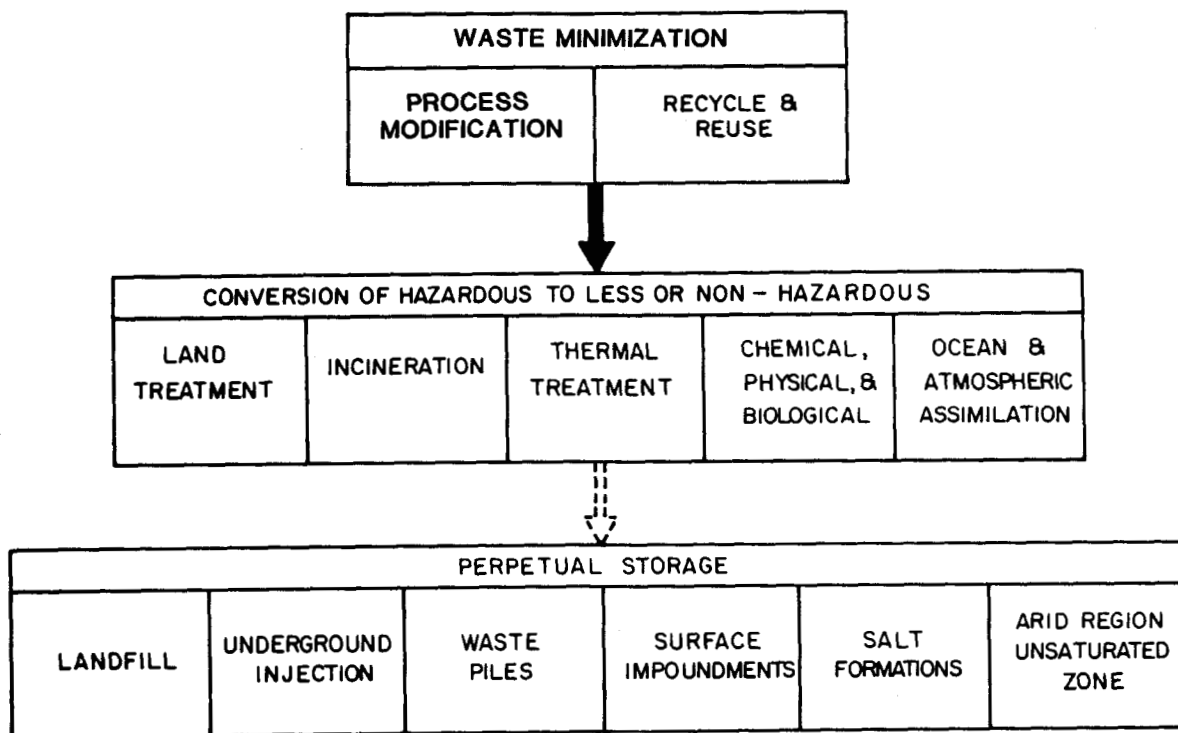 WASTE MINIMIZATION
PROCESS
MODIFICATION
RECYCLE &
REUSE
CONVERSION OF HAZARDOUS TO LESS OR NON - HAZARDOUS
LAND
TREATMENT
INCINERATION
THERMAL
TREATMENT
CHEMICAL,
PHYSICAL, &
BIOLOGICAL
OCEAN &
ATMOSPHERIC
ASSIMILATION
PERPETUAL STORAGE
LANDFILL
UNDERGROUND
INJECTION
WASTE
PILES
SURFACE
IMPOUNDMENTS
SALT
FORMATIONS
ARID REGION
UNSATURATED
ZONE